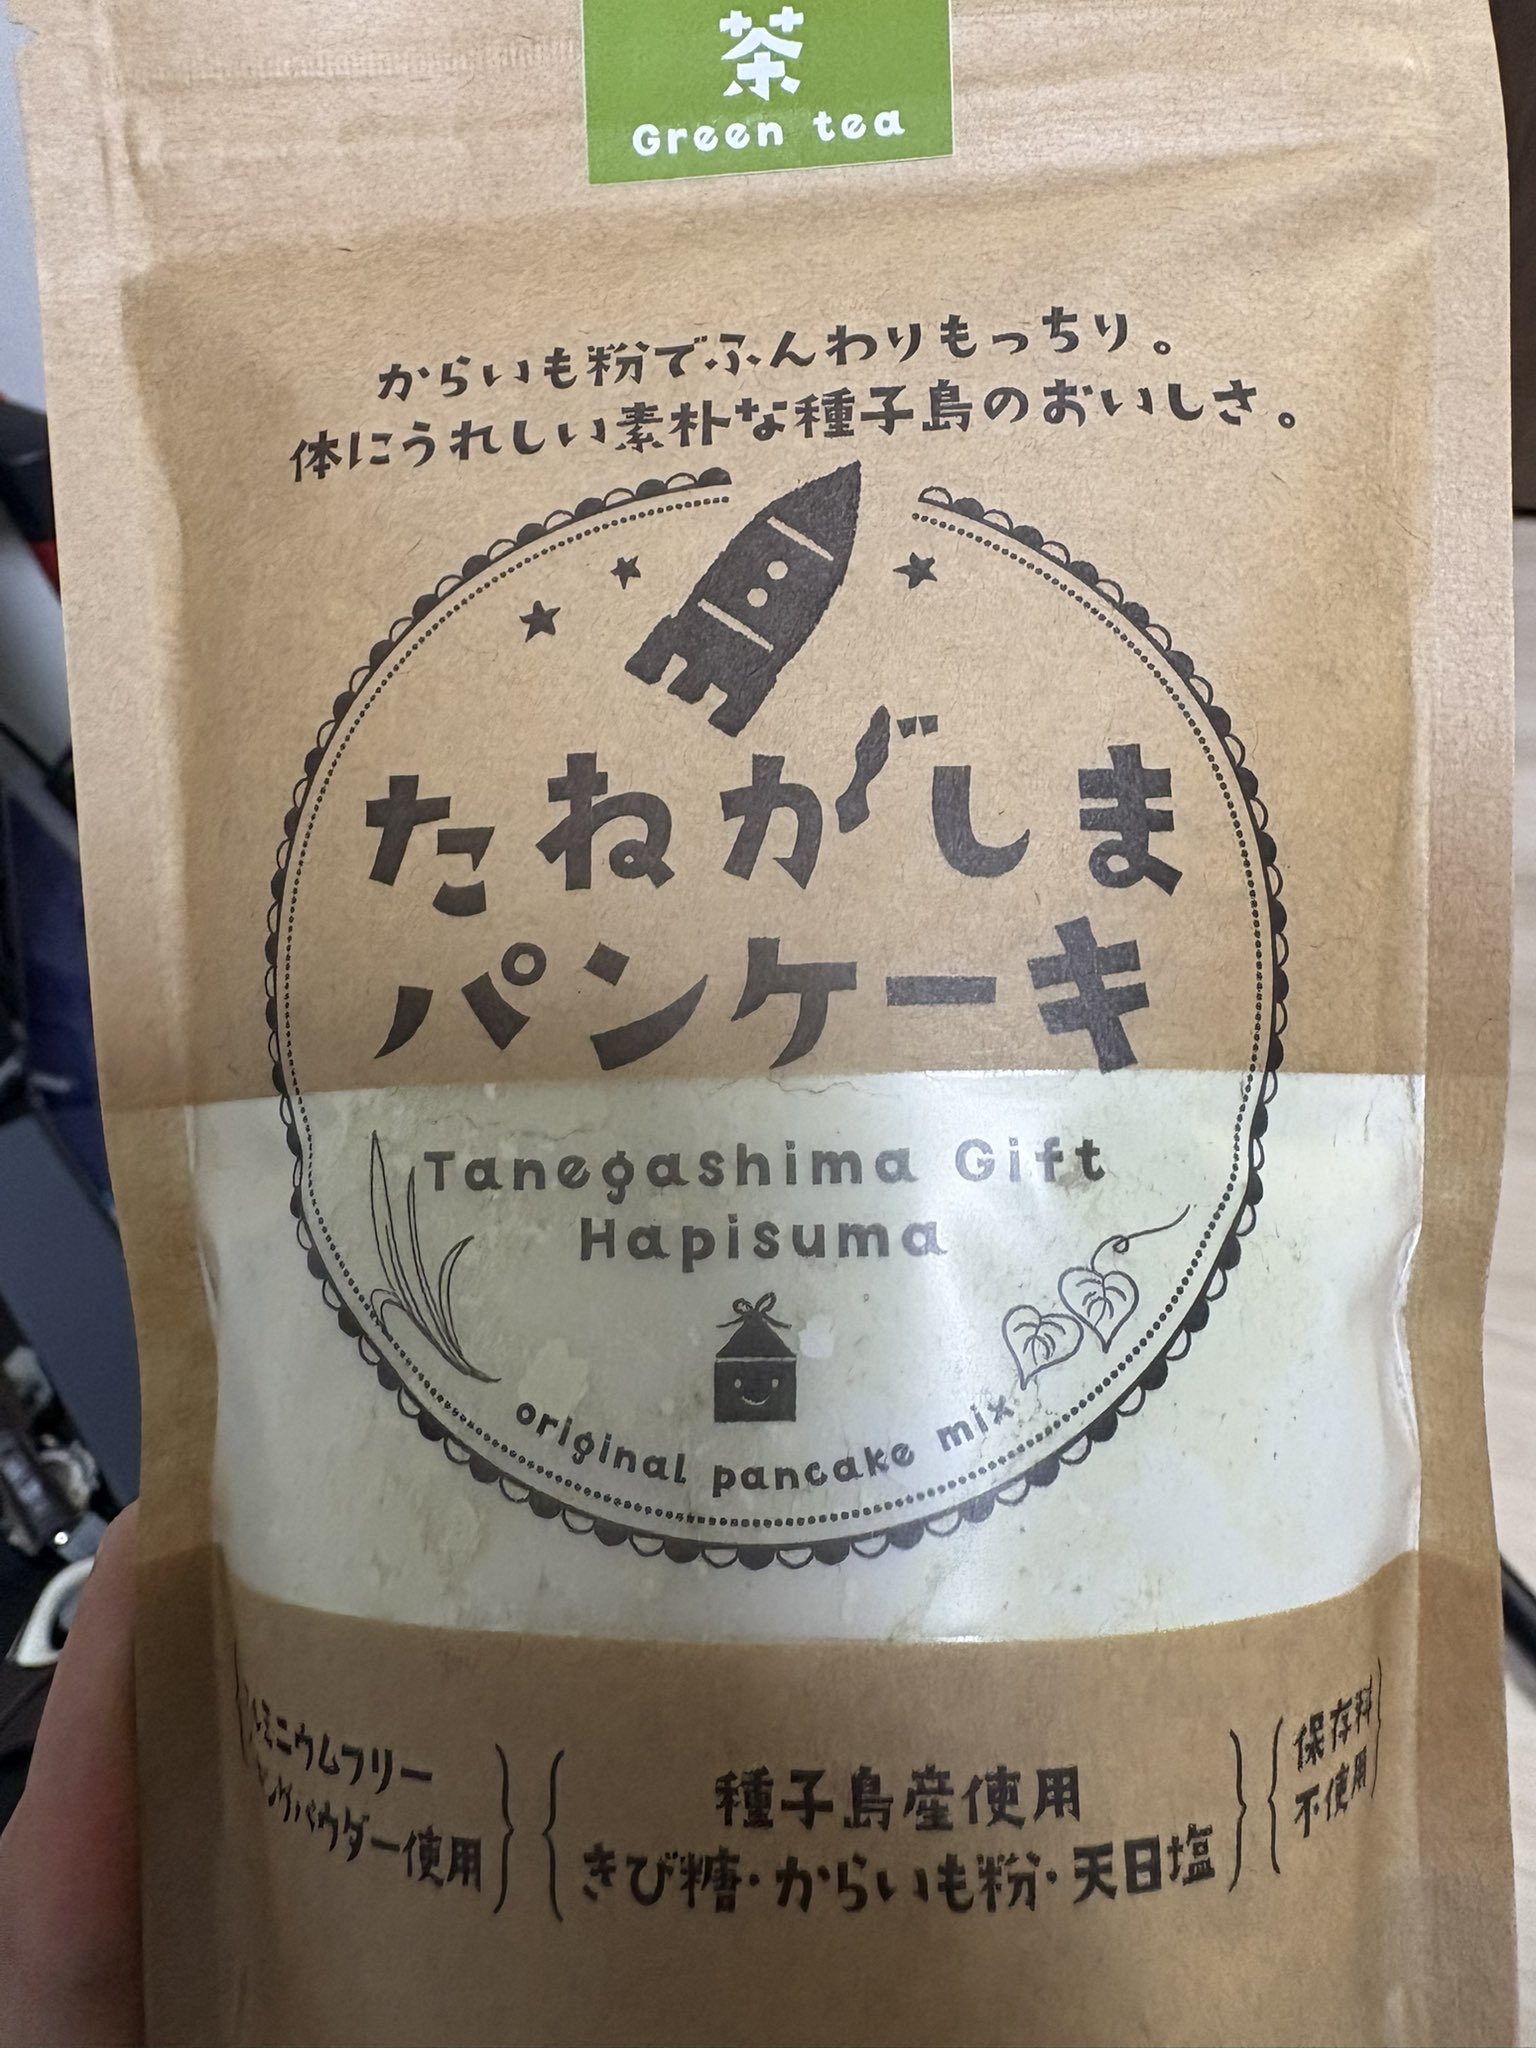 茶
Green tea
からいも粉でふんわりもっちり。
体にうれしい素朴な種子島のおいしさ。
たねがしま
パンケーキ
Tanegashima Gift
Hapisuma
original pancake mix
ルミニウムフリー
ングパウダー使用
種子島産使用
きび糖・からいも粉・天日塩
保存料
不使用